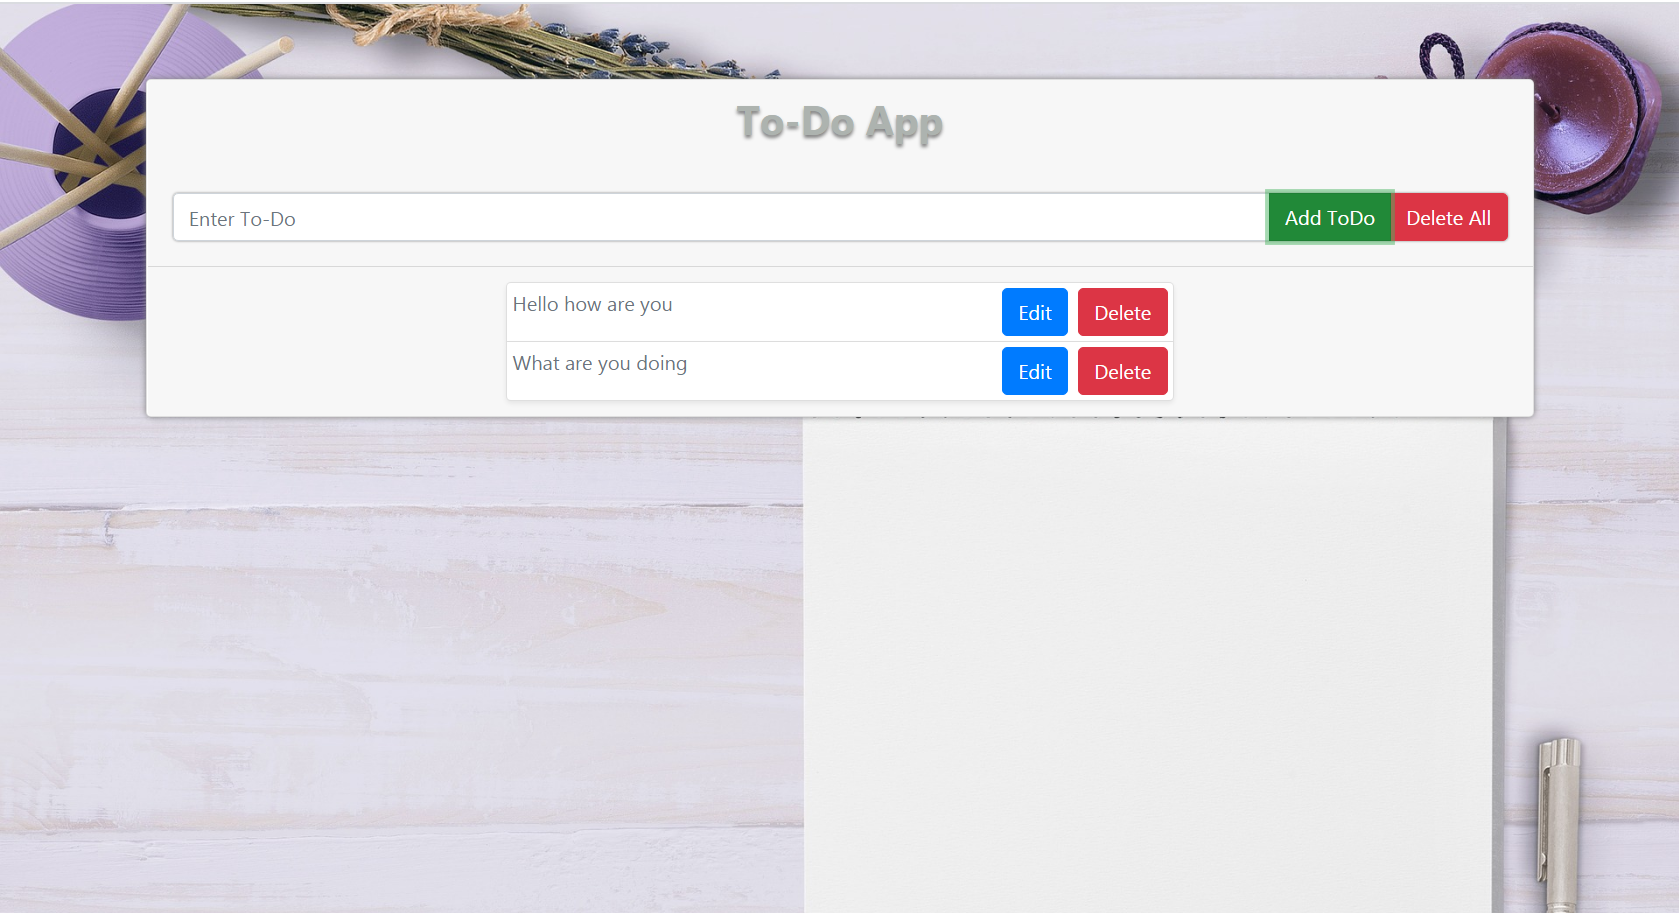 To-Do App
Enter To-Do Add ToDo Delete All
Hello how are you Edit Delete
What are you doing Edit Delete